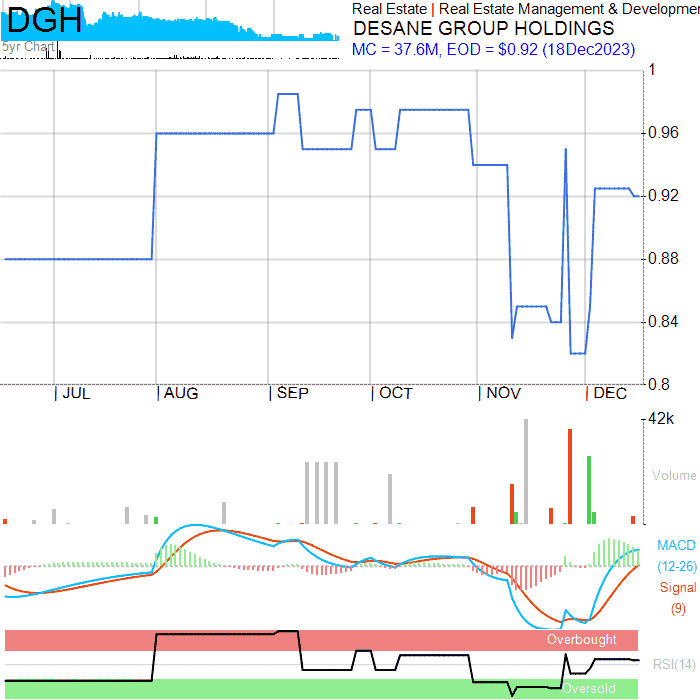 DGH
5yr Chart
Real Estate | Real Estate Management & Developmen
DESANE GROUP HOLDINGS
MC = 37.6M, EOD = $0.92 (18Dec2023)
1
0.96
0.92
0.88
0.84
0.8
JUL AUG SEP OCT NOV DEC
42k
Volume
MACD
(12-26)
Signal
(9)
Overbought
RSI(14)
Oversold